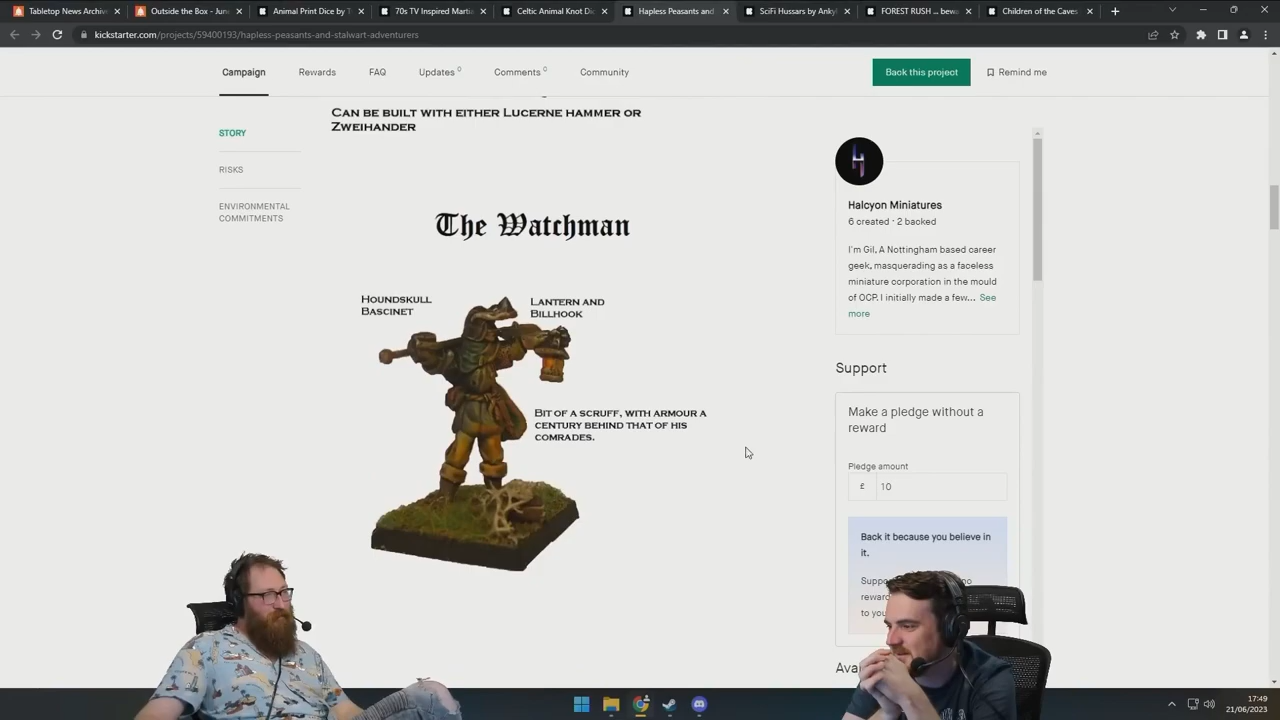 Tabletop News Archive
Outside the Box - Jun
Animal Print Dice by T
70s TV Inspired Martia
Celtic Animal Knot Dic
Hapless Peasants and
SciFi Hussars by Anky
FOREST RUSH ... bew
Children of the Caves
kickstarter.com/projects/59400193/hapless-peasants-and-stalwart-adventurers
Campaign
Rewards
FAQ
Updates 0
Comments 0
Community
Back this project
Remind me
STORY
RISKS
ENVIRONMENTAL
COMMITMENTS
Can be built with either Lucerne hammer or
Zweihander
The Watchman
Houndskull
Bascinet
Lantern and
Billhook
Bit of a scruff, with armour a
century behind that of his
comrades.
Halcyon Miniatures
6 created · 2 backed
I'm Gil, A Nottingham based career
geek, masquerading as a faceless
miniature corporation in the mould
of OCP. I initially made a few... See
more
Support
Make a pledge without a
reward
Pledge amount
£ 10
Back it because you believe in
it.
17:49
21/06/2023